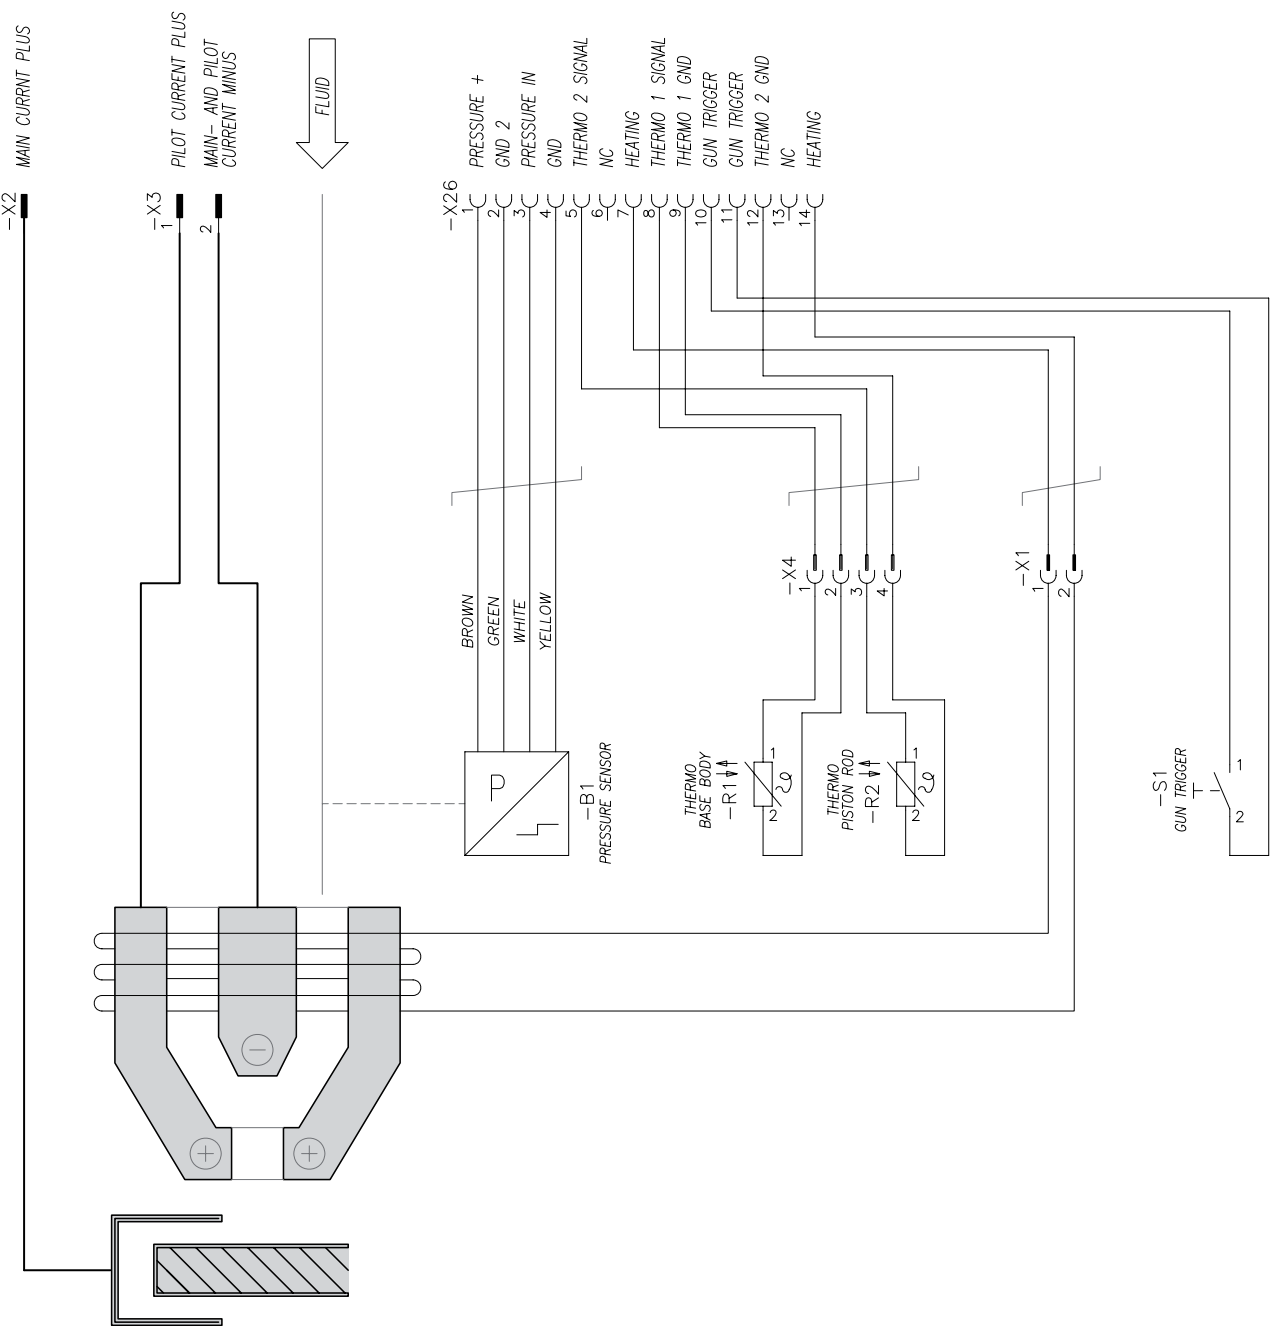 -X2
MAIN CURRNT PLUS
-X3
1
PILOT CURRENT PLUS
2
MAIN- AND PILOT
CURRENT MINUS
FLUID
-X26
1
PRESSURE +
2
GND 2
3
PRESSURE IN
4
GND
5
THERMO 2 SIGNAL
6
NC
7
HEATING
8
THERMO 1 SIGNAL
9
THERMO 1 GND
10
GUN TRIGGER
11
GUN TRIGGER
12
THERMO 2 GND
13
NC
14
HEATING
BROWN
GREEN
WHITE
YELLOW
-X4
1
2
3
4
-X1
1
2
P
-B1
PRESSURE SENSOR
THERMO
BASE BODY
-R1
1
2
THERMO
PISTON ROD
-R2
1
2
-S1
GUN TRIGGER
1
2
−
+
+